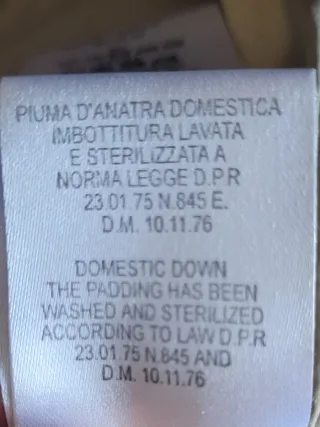 PIUMA D'ANATRA DOMESTICA
IMBOTTITURA LAVATA
E STERILIZZATA A
NORMA LEGGE D.P.R
23.01.75 N.845 E.
D.M. 10.11.76
DOMESTIC DOWN
THE PADDING HAS BEEN
WASHED AND STERILIZED
ACCORDING TO LAW D.P.R
23.01.75 N.845 AND
D.M. 10.11.76